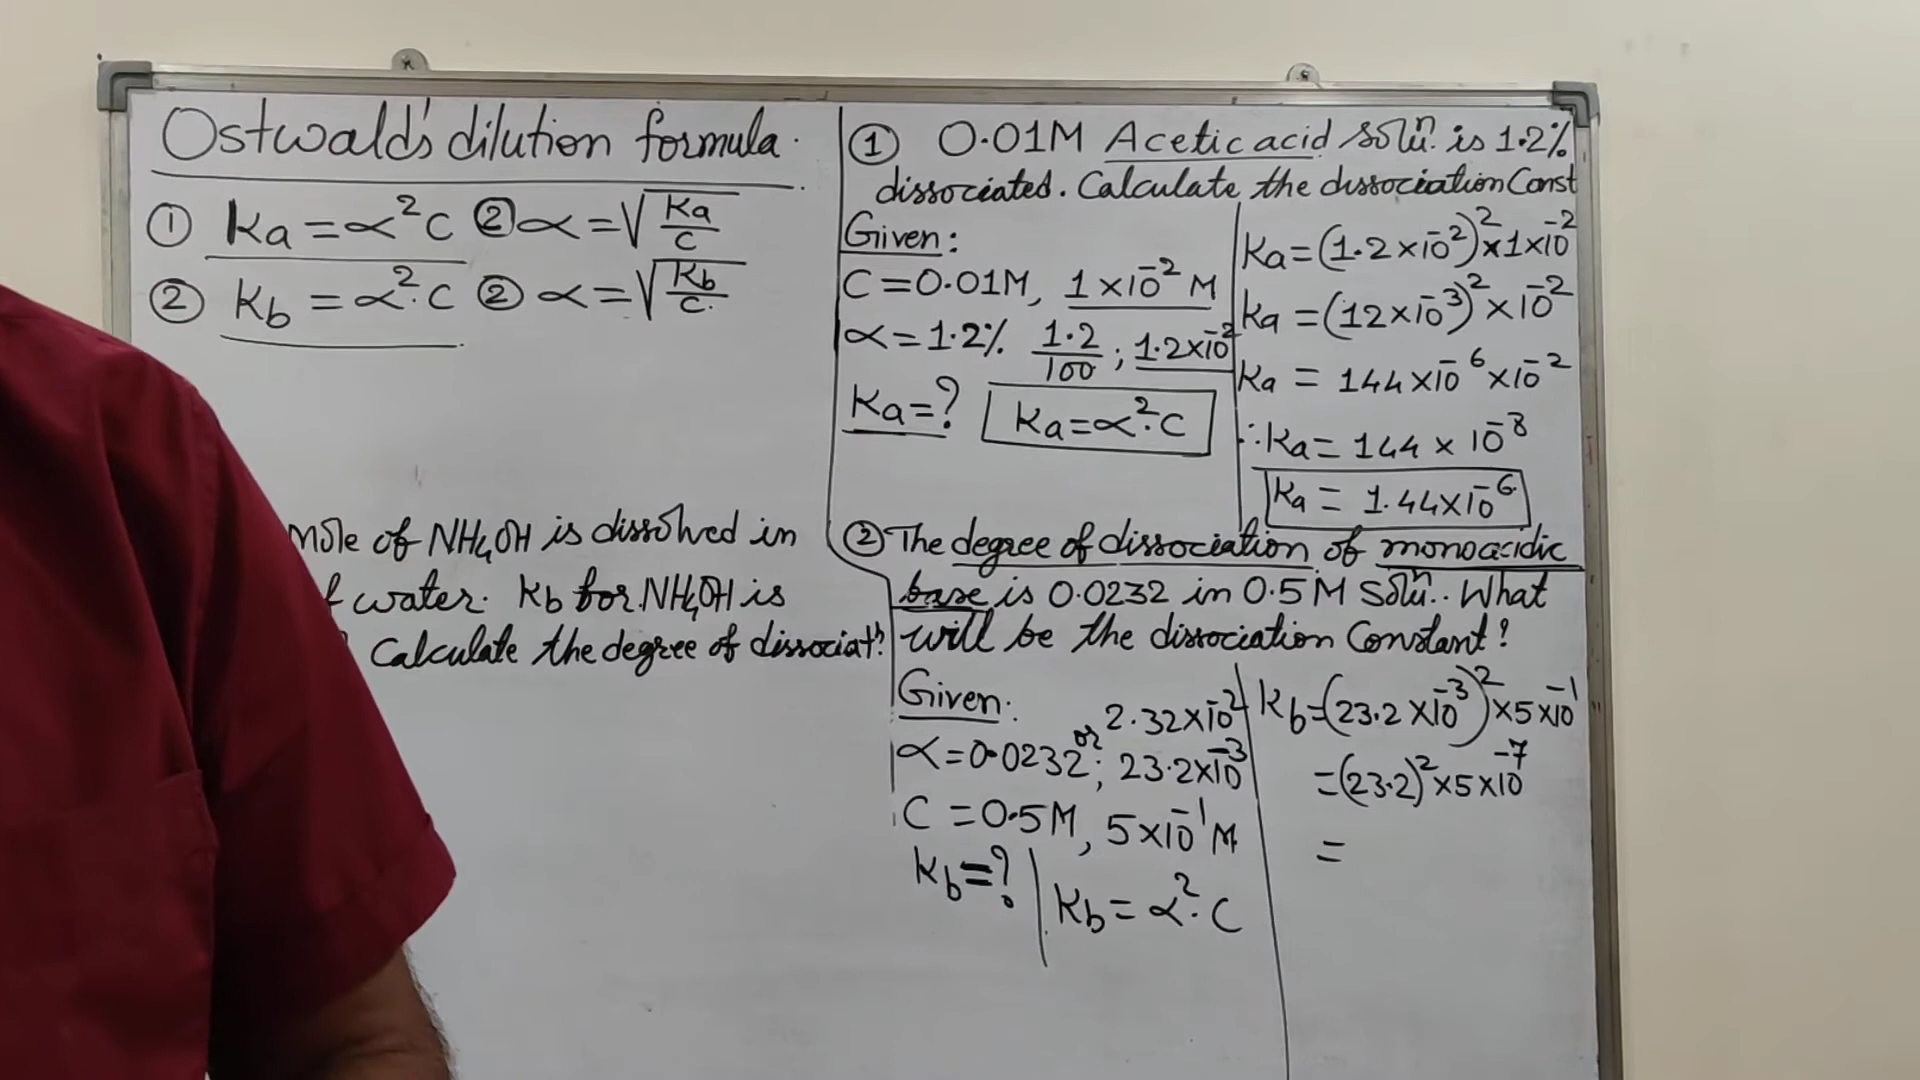 Ostwald's dilution formula.
① Ka = α²C ② α = √Ka/C
② Kb = α².C ② α = √Kb/C.
mole of NH₄OH is dissolved in
f water. Kb for NH₄OH is
Calculate the degree of dissociatⁿ.
① 0.01M Acetic acid solūⁿ. is 1.2%
dissociated. Calculate the dissociation Const
Given:
C = 0.01M, 1×10⁻² M
α = 1.2% 1.2/100 ; 1.2×10⁻²
Ka = ? Ka = α².C
Ka = (1.2×10⁻²)² × 1×10⁻²
Ka = (12×10⁻³)² × 10⁻²
Ka = 144×10⁻⁶×10⁻²
∴ Ka = 144 × 10⁻⁸
Ka = 1.44×10⁻⁶
② The degree of dissociation of monoacidic
base is 0.0232 in 0.5 M solūⁿ.. What
will be the dissociation Constant?
Given.
or 2.32×10⁻²
α = 0.0232; 23.2×10⁻³
C = 0.5M, 5×10⁻¹ M
Kb = ? Kb = α².C
Kb = (23.2×10⁻³)² × 5×10⁻¹
= (23.2)² × 5 × 10⁻⁷
=